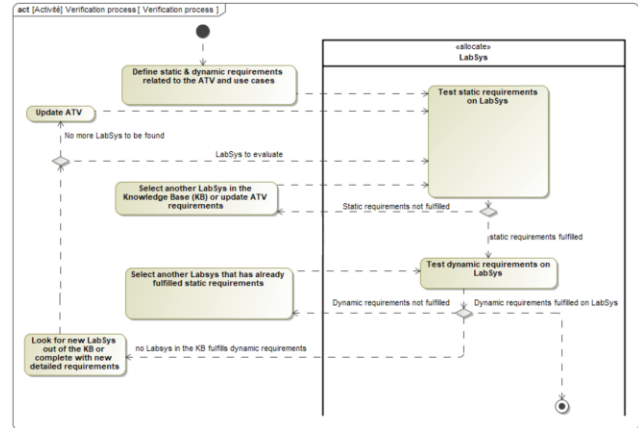 act [Activité] Verification process [ Verification process ]
«allocate»
LabSys
Define static & dynamic requirements
related to the ATV and use cases
Test static requirements
on LabSys
Update ATV
No more LabSys to be found
LabSys to evaluate
Select another LabSys in the
Knowledge Base (KB) or update ATV
requirements
Static requirements not fulfilled
static requirements fulfilled
Test dynamic requirements on
LabSys
Select another Labsys that has already
fulfilled static requirements
Dynamic requirements not fulfilled
Dynamic requirements fulfilled on LabSys
Look for new LabSys
out of the KB or
complete with new
detailed requirements
no Labsys in the KB fulfills dynamic requirements